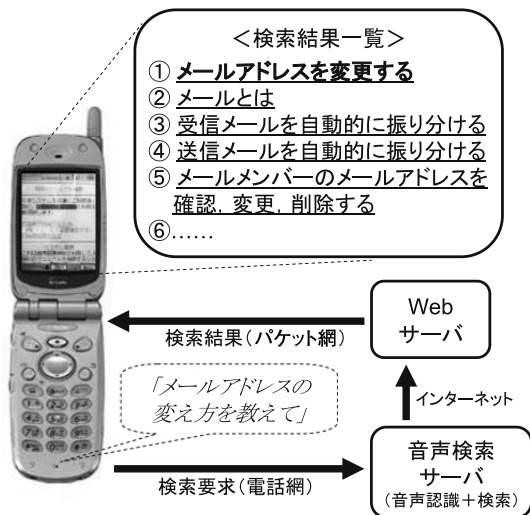 ＜検索結果一覧＞
① メールアドレスを変更する
② メールとは
③ 受信メールを自動的に振り分ける
④ 送信メールを自動的に振り分ける
⑤ メールメンバーのメールアドレスを
確認, 変更, 削除する
⑥……
Web
サーバ
検索結果(パケット網)
「メールアドレスの
変え方を教えて」
インターネット
音声検索
サーバ
(音声認識＋検索)
検索要求(電話網)